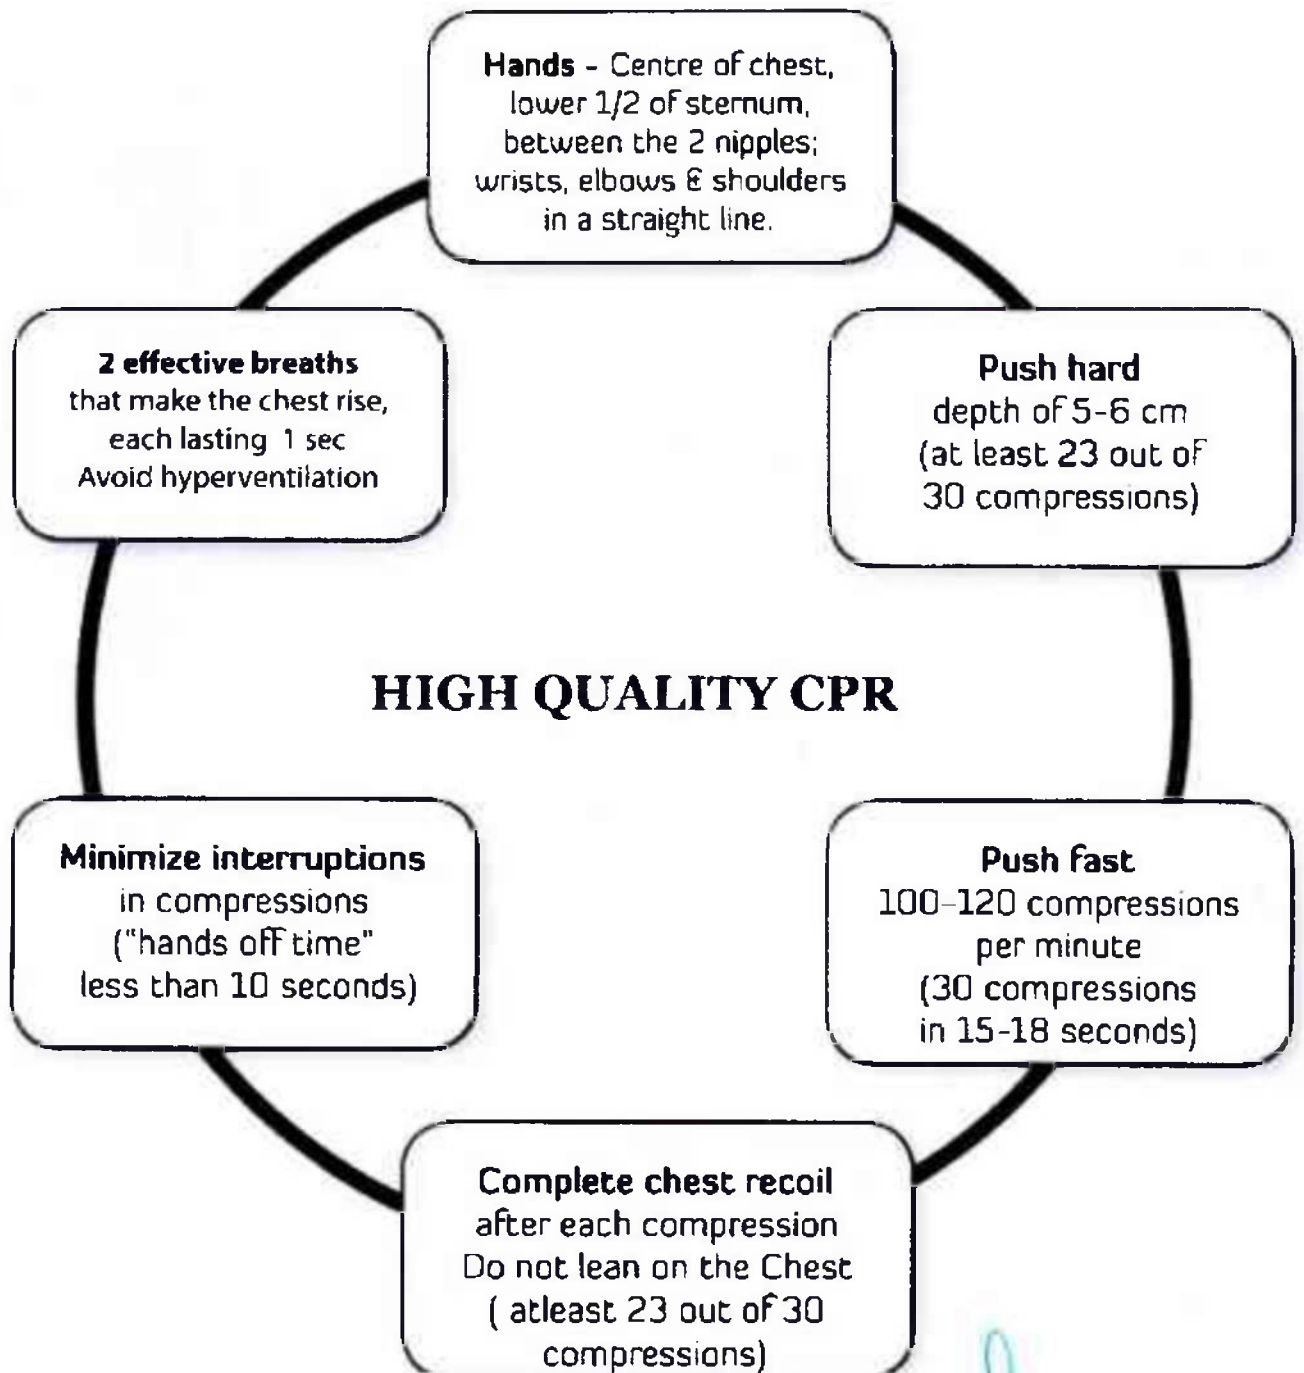 Hands - Centre of chest,
lower 1/2 of sternum,
between the 2 nipples;
wrists, elbows & shoulders
in a straight line.
Push hard
depth of 5-6 cm
(at least 23 out of
30 compressions)
Push fast
100-120 compressions
per minute
(30 compressions
in 15-18 seconds)
Complete chest recoil
after each compression
Do not lean on the Chest
( atleast 23 out of 30
compressions)
Minimize interruptions
in compressions
("hands off time"
less than 10 seconds)
2 effective breaths
that make the chest rise,
each lasting 1 sec
Avoid hyperventilation
HIGH QUALITY CPR